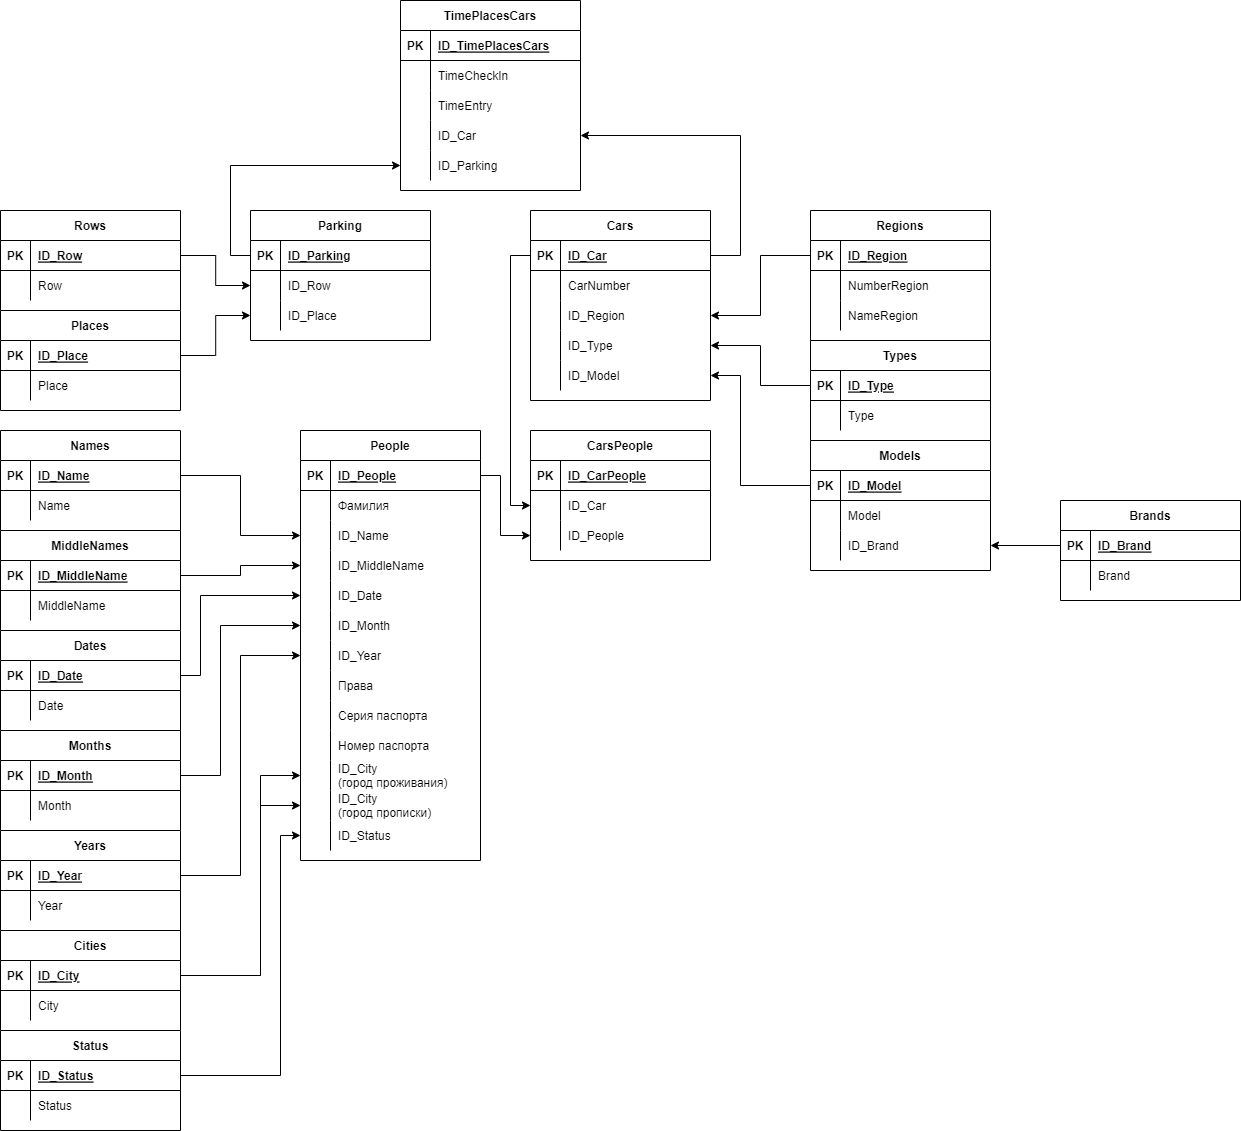 TimePlacesCars
PK ID_TimePlacesCars
TimeCheckIn
TimeEntry
ID_Car
ID_Parking
Rows
PK ID_Row
Row
Places
PK ID_Place
Place
Parking
PK ID_Parking
ID_Row
ID_Place
Cars
PK ID_Car
CarNumber
ID_Region
ID_Type
ID_Model
Regions
PK ID_Region
NumberRegion
NameRegion
Types
PK ID_Type
Type
Models
PK ID_Model
Model
ID_Brand
Brands
PK ID_Brand
Brand
Names
PK ID_Name
Name
MiddleNames
PK ID_MiddleName
MiddleName
Dates
PK ID_Date
Date
Months
PK ID_Month
Month
Years
PK ID_Year
Year
Cities
PK ID_City
City
Status
PK ID_Status
Status
People
PK ID_People
Фамилия
ID_Name
ID_MiddleName
ID_Date
ID_Month
ID_Year
Права
Серия паспорта
Номер паспорта
ID_City
(город проживания)
ID_City
(город прописки)
ID_Status
CarsPeople
PK ID_CarPeople
ID_Car
ID_People